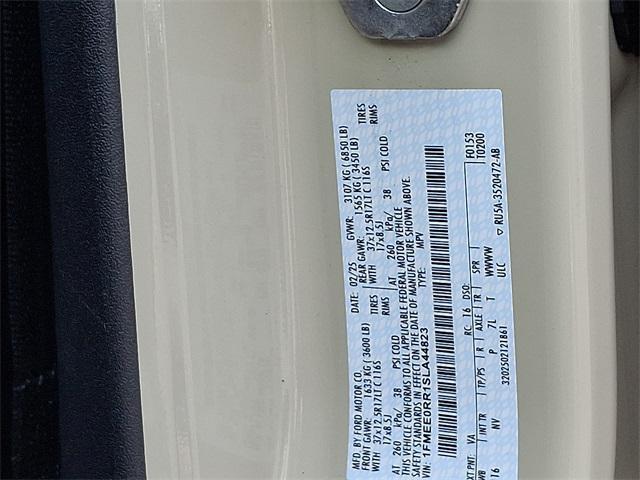 MFD. BY FORD MOTOR CO. DATE: 02/25 GVWR: 3107 KG (6850 LB)
FRONT GAWR: 1633 KG (3600 LB) REAR GAWR: 1565 KG (3450 LB)
WITH 37x12.5R17LT C 116S TIRES WITH 37x12.5R17LT C 116S TIRES
17x8.5J RIMS 17x8.5J RIMS
AT 260 kPa/ 38 PSI COLD AT 260 kPa/ 38 PSI COLD
THIS VEHICLE CONFORMS TO ALL APPLICABLE FEDERAL MOTOR VEHICLE
SAFETY STANDARDS IN EFFECT ON THE DATE OF MANUFACTURE SHOWN ABOVE.
VIN: 1FMEE0RR1SLA44823 TYPE: MPV
EXT PNT: VA RC: 16 DSO: F0153
WB INT TR TP/PS R AXLE TR SPR T0200
116 NV P 7L T WWWW
3202502121861 ULC ▽ RU5A-3520472-AB